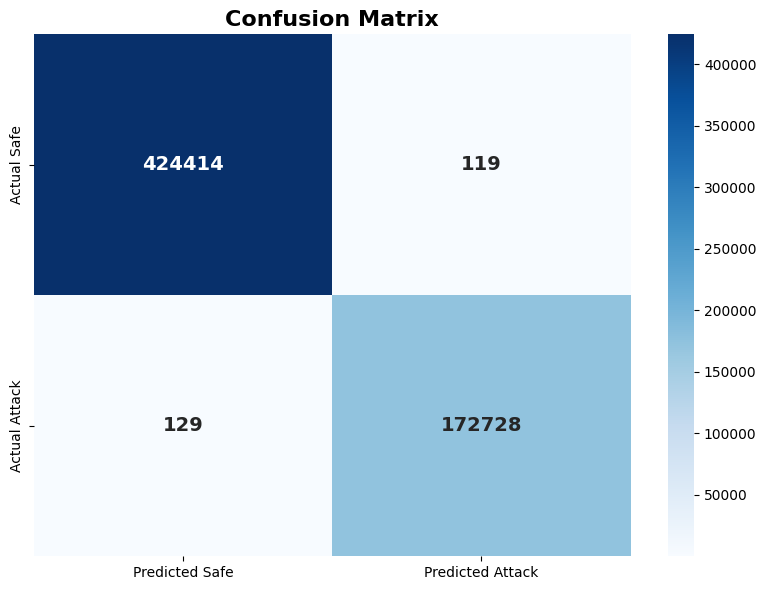 Confusion Matrix
Actual Safe
424414
119
Actual Attack
129
172728
Predicted Safe
Predicted Attack
400000
350000
300000
250000
200000
150000
100000
50000